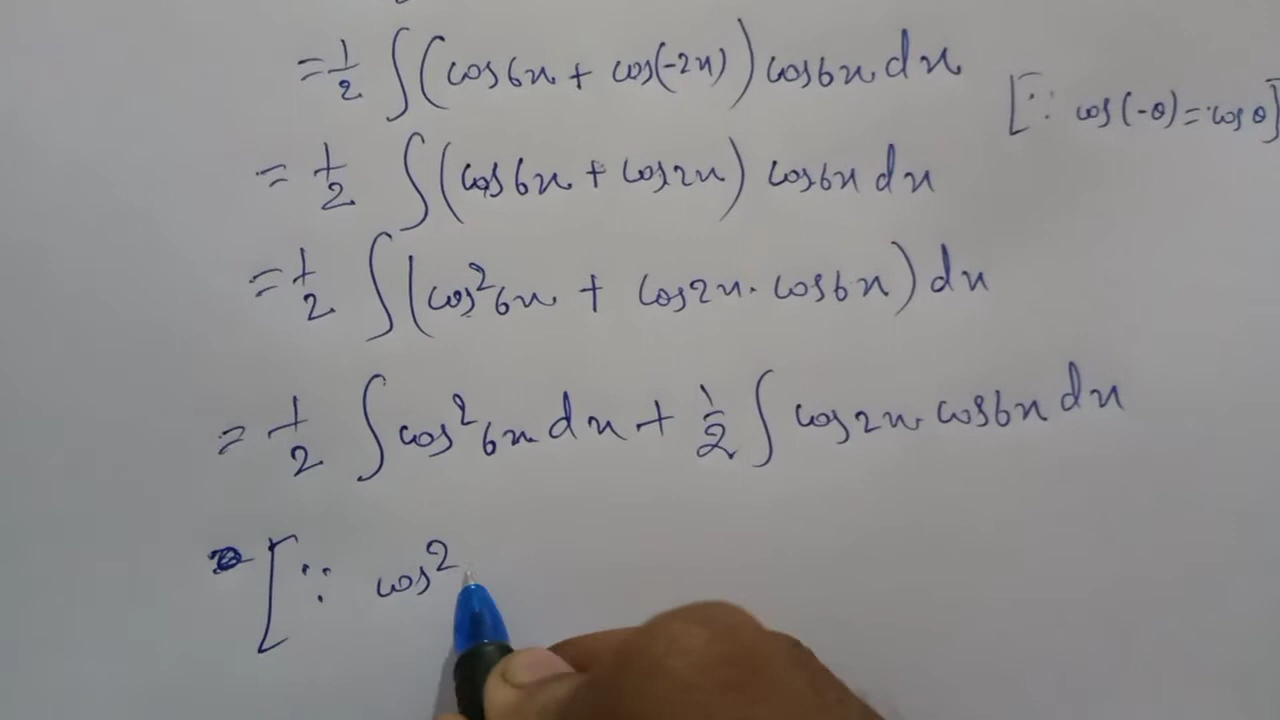 = 1/2 ∫ (cos6x + cos(-2x)) cos6x dx
[∵ cos(-θ) = cosθ]
= 1/2 ∫ (cos6x + cos2x) cos6x dx
= 1/2 ∫ (cos²6x + cos2x. cos6x) dx
= 1/2 ∫ cos²6x dx + 1/2 ∫ cos2x. cos6x dx
[∵ cos²